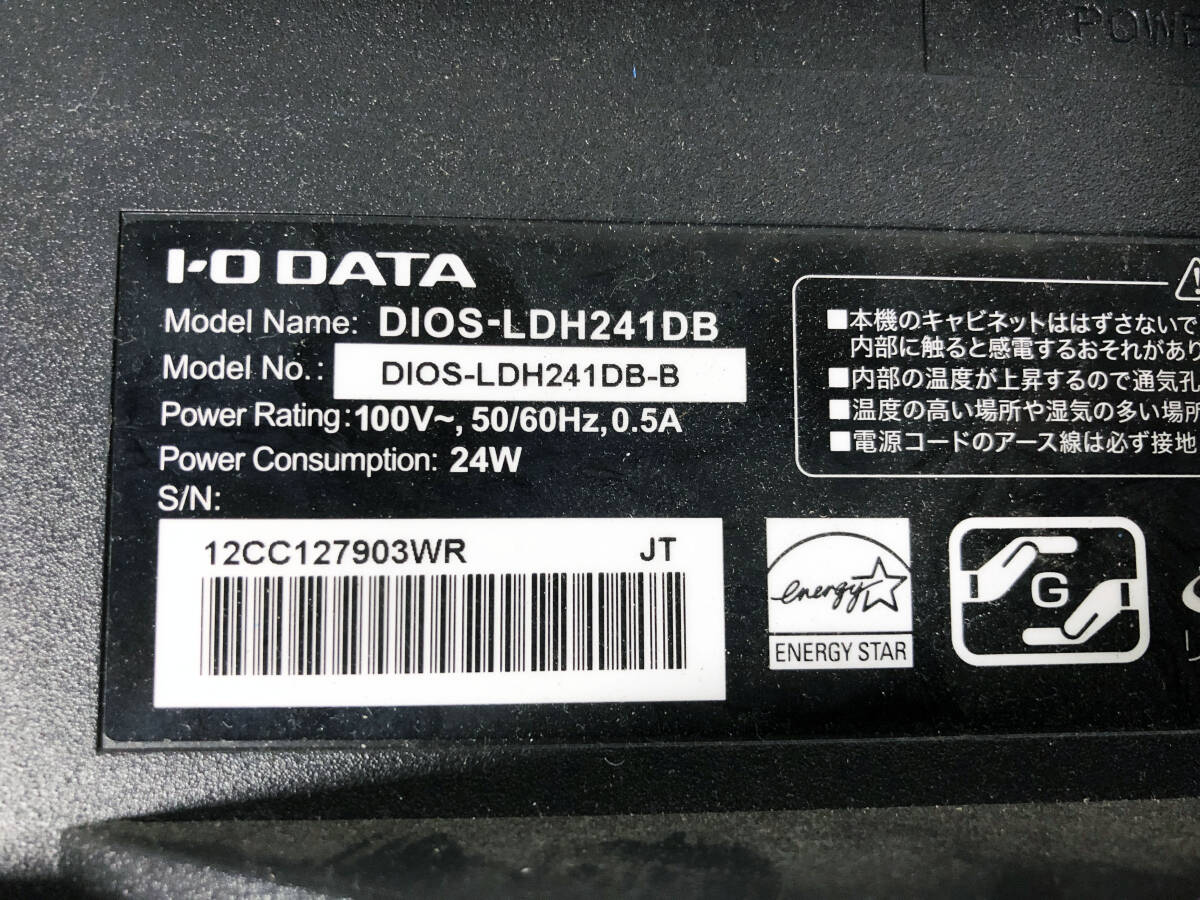 I-O DATA
Model Name: DIOS-LDH241DB
Model No.: DIOS-LDH241DB-B
Power Rating: 100V~, 50/60Hz, 0.5A
Power Consumption: 24W
S/N:
12CC127903WR JT
■本機のキャビネットははずさないで
内部に触ると感電するおそれがあり
■内部の温度が上昇するので通気孔
■温度の高い場所や湿気の多い場所
■電源コードのアース線は必ず接地
energy
ENERGY STAR
G